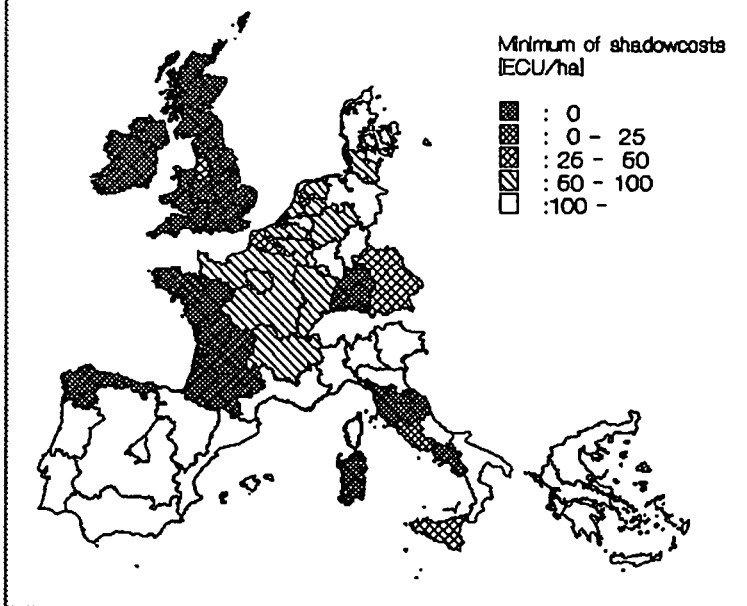 Minimum of shadowcosts
[ECU/ha]
: 0
: 0 - 25
: 25 - 50
: 50 - 100
:100 -